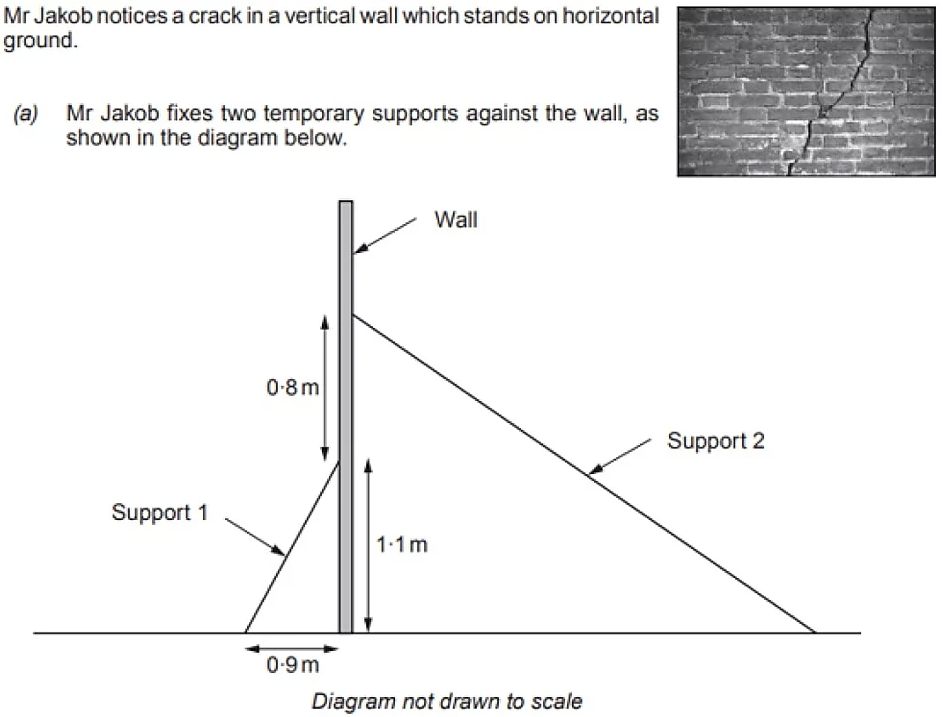 Mr Jakob notices a crack in a vertical wall which stands on horizontal
ground.
(a) Mr Jakob fixes two temporary supports against the wall, as
shown in the diagram below.
Wall
0·8 m
Support 2
Support 1
1·1 m
0·9 m
Diagram not drawn to scale